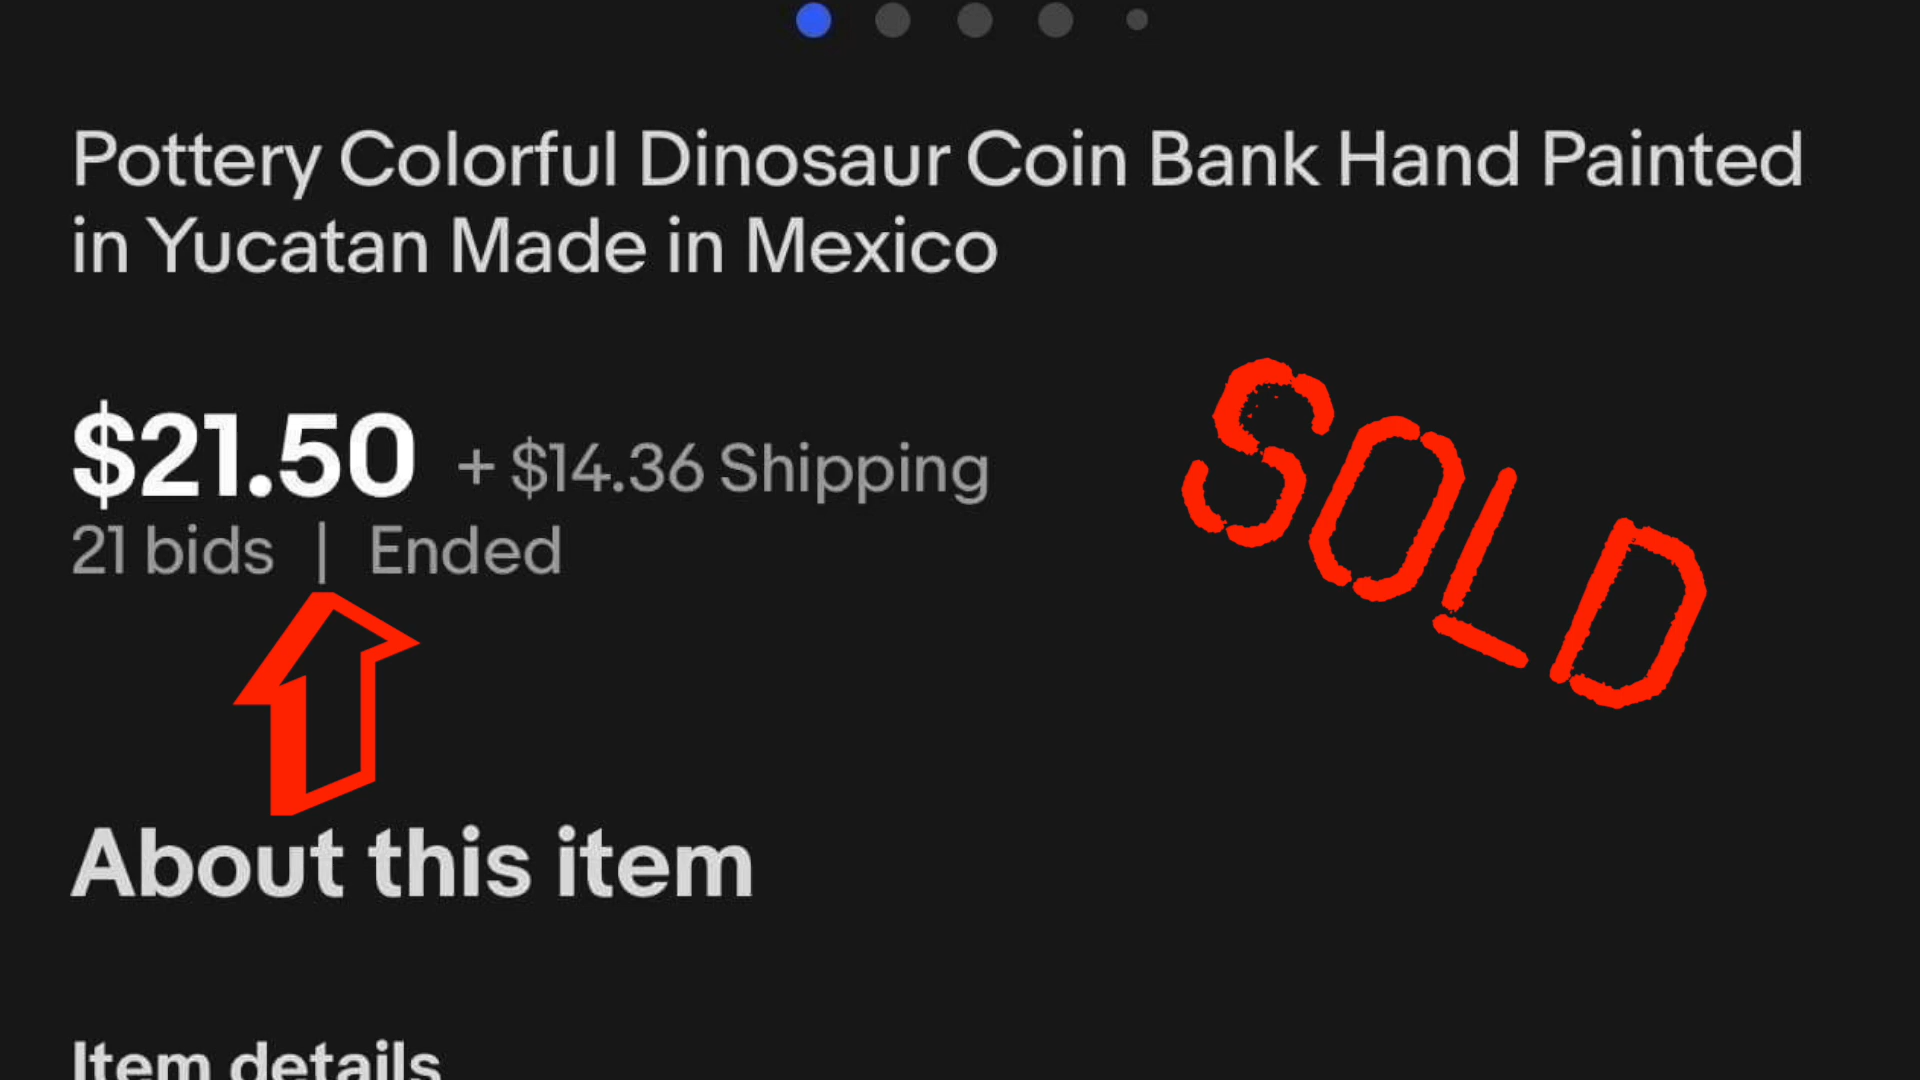 Pottery Colorful Dinosaur Coin Bank Hand Painted
in Yucatan Made in Mexico
$21.50 + $14.36 Shipping
21 bids | Ended
SOLD
About this item
Item details